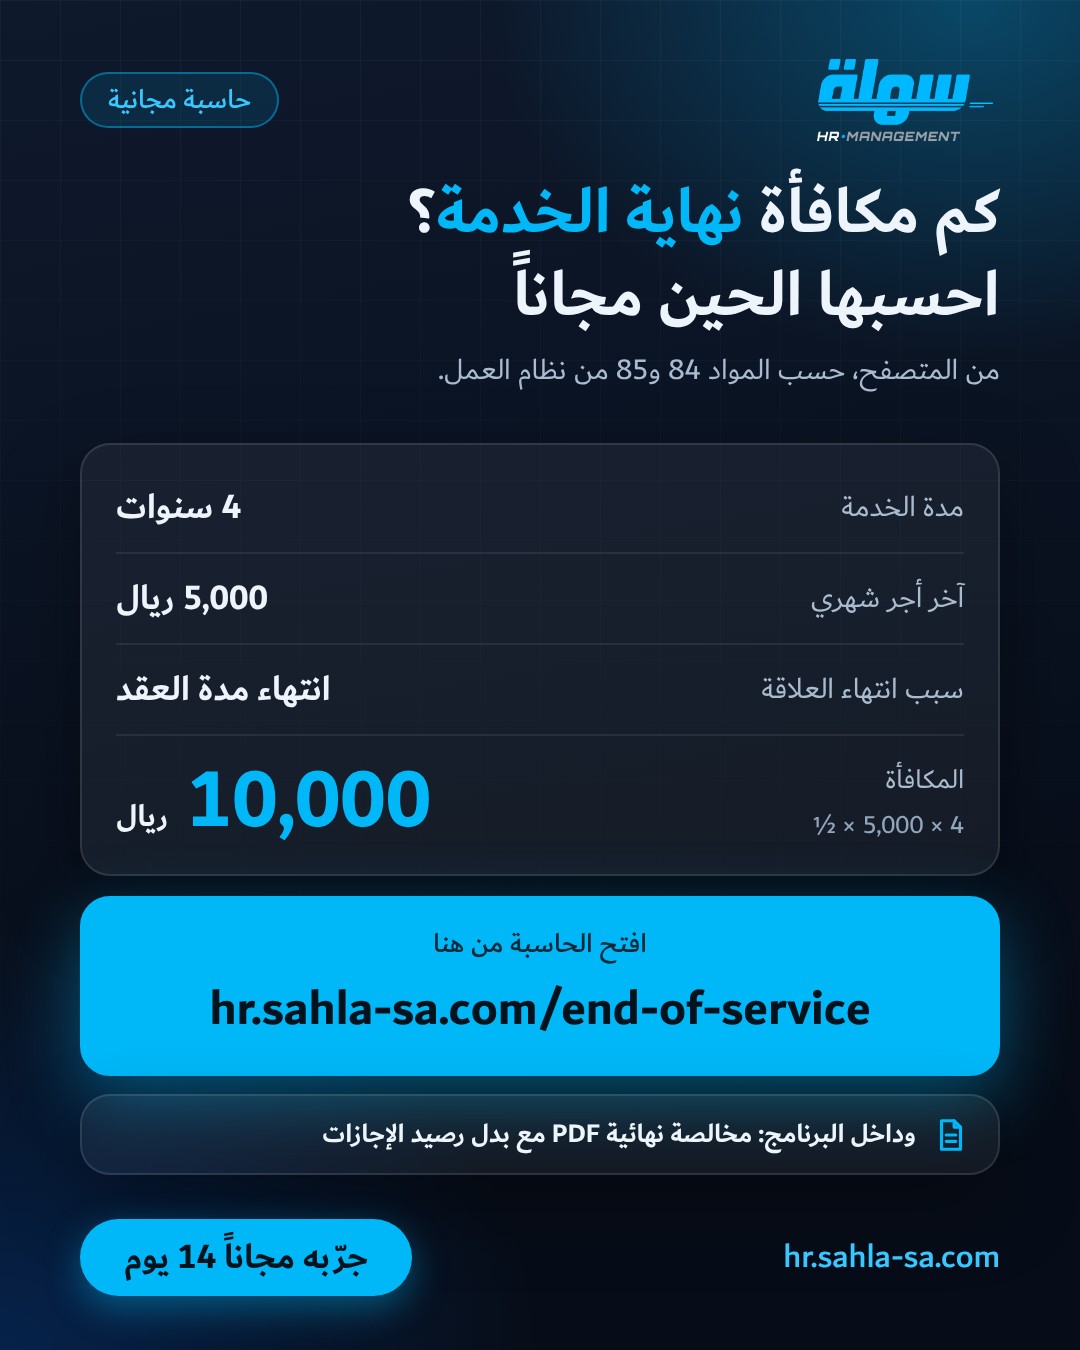 سهلة
HR·MANAGEMENT
حاسبة مجانية
كم مكافأة نهاية الخدمة؟
احسبها الحين مجاناً
من المتصفح، حسب المواد 84 و85 من نظام العمل.
مدة الخدمة
4 سنوات
آخر أجر شهري
5,000 ريال
سبب انتهاء العلاقة
انتهاء مدة العقد
المكافأة
4 × 5,000 × ½
10,000 ريال
افتح الحاسبة من هنا
hr.sahla-sa.com/end-of-service
وداخل البرنامج: مخالصة نهائية PDF مع بدل رصيد الإجازات
hr.sahla-sa.com
جرّبه مجاناً 14 يوم